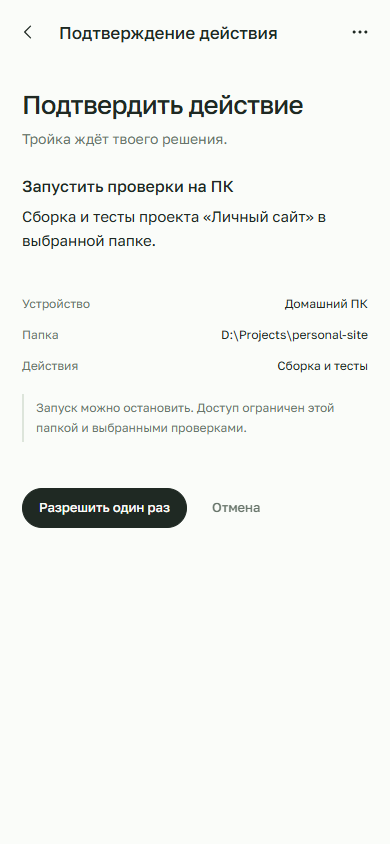 Подтверждение действия
Подтвердить действие
Тройка ждёт твоего решения.
Запустить проверки на ПК
Сборка и тесты проекта «Личный сайт» в
выбранной папке.
Устройство Домашний ПК
Папка D:\Projects\personal-site
Действия Сборка и тесты
Запуск можно остановить. Доступ ограничен этой
папкой и выбранными проверками.
Разрешить один раз Отмена